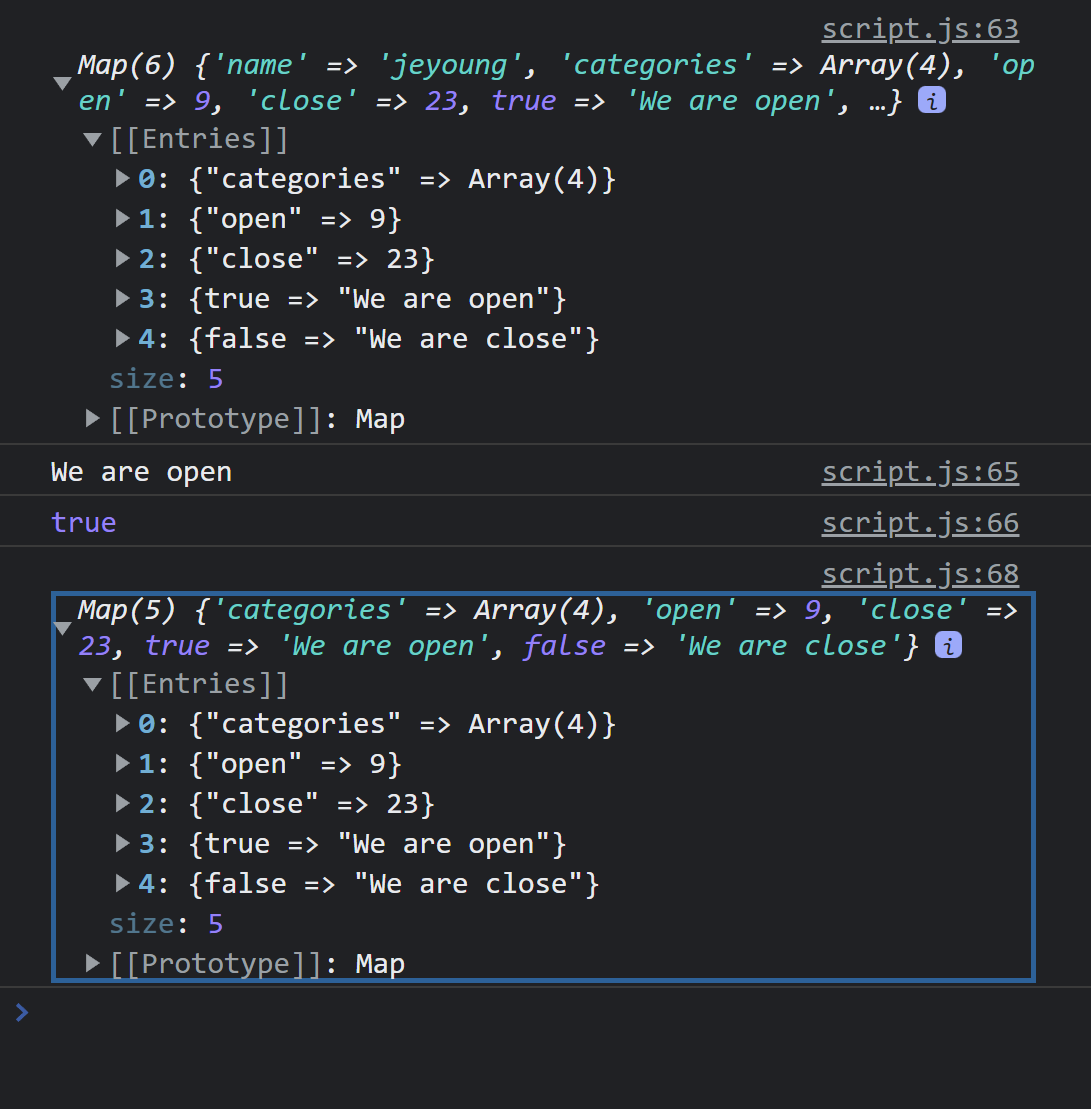 script.js:63
Map(6) {'name' => 'jeyoung', 'categories' => Array(4), 'op
en' => 9, 'close' => 23, true => 'We are open', …} i
[[Entries]]
0: {"categories" => Array(4)}
1: {"open" => 9}
2: {"close" => 23}
3: {true => "We are open"}
4: {false => "We are close"}
size: 5
[[Prototype]]: Map
We are open script.js:65
true script.js:66
script.js:68
Map(5) {'categories' => Array(4), 'open' => 9, 'close' =>
23, true => 'We are open', false => 'We are close'} i
[[Entries]]
0: {"categories" => Array(4)}
1: {"open" => 9}
2: {"close" => 23}
3: {true => "We are open"}
4: {false => "We are close"}
size: 5
[[Prototype]]: Map